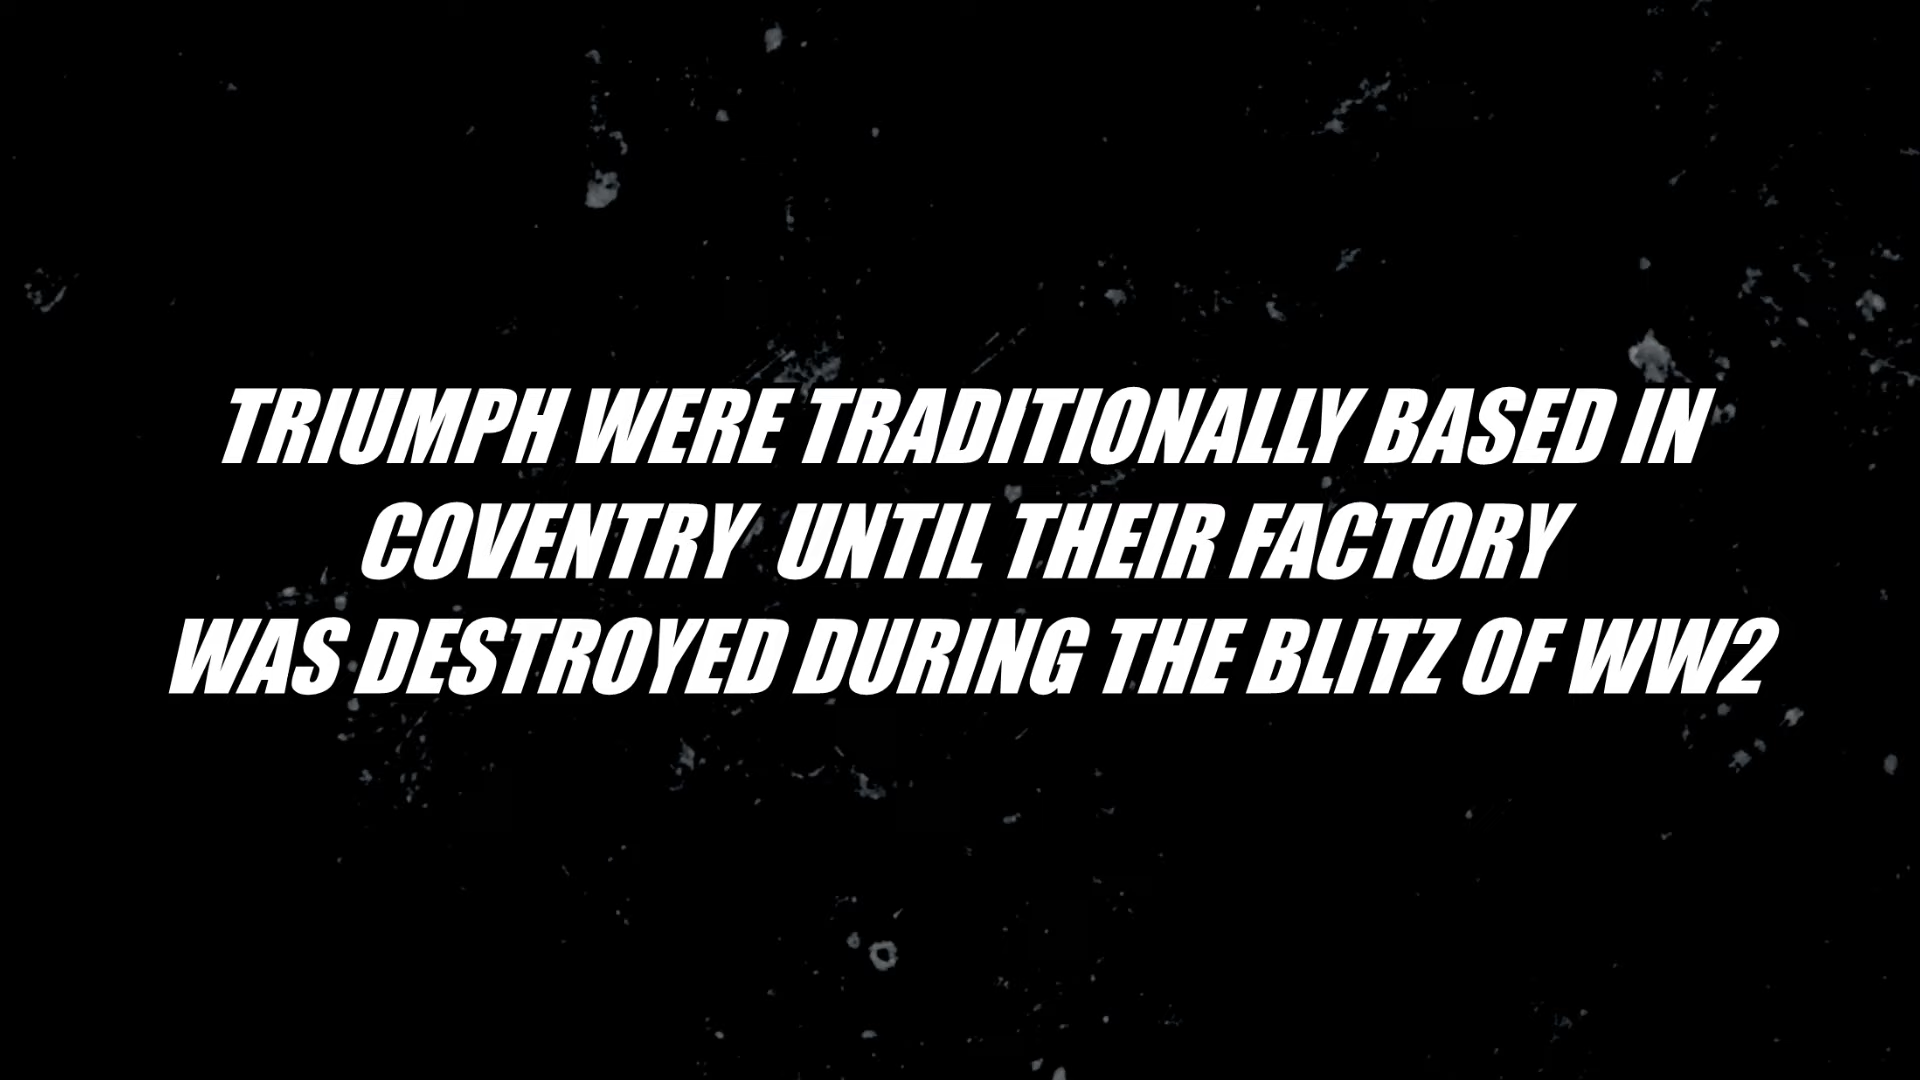 TRIUMPH WERE TRADITIONALLY BASED IN
COVENTRY  UNTIL THEIR FACTORY
WAS DESTROYED DURING THE BLITZ OF WW2